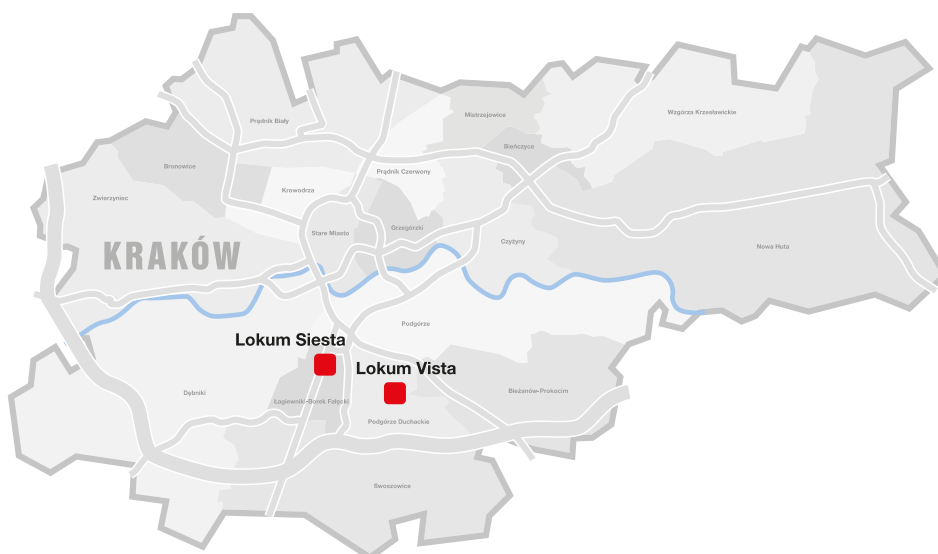 Mistrzejowice
Wzgórza Krzesławickie
Prądnik Biały
Bieńczyce
Bronowice
Prądnik Czerwony
Krowodrza
Zwierzyniec
Grzegórzki
Stare Miasto
Czyżyny
Nowa Huta
KRAKÓW
Podgórze
Lokum Siesta
Lokum Vista
Dębniki
Bieżanów-Prokocim
Łagiewniki-Borek Fałęcki
Podgórze Duchackie
Swoszowice